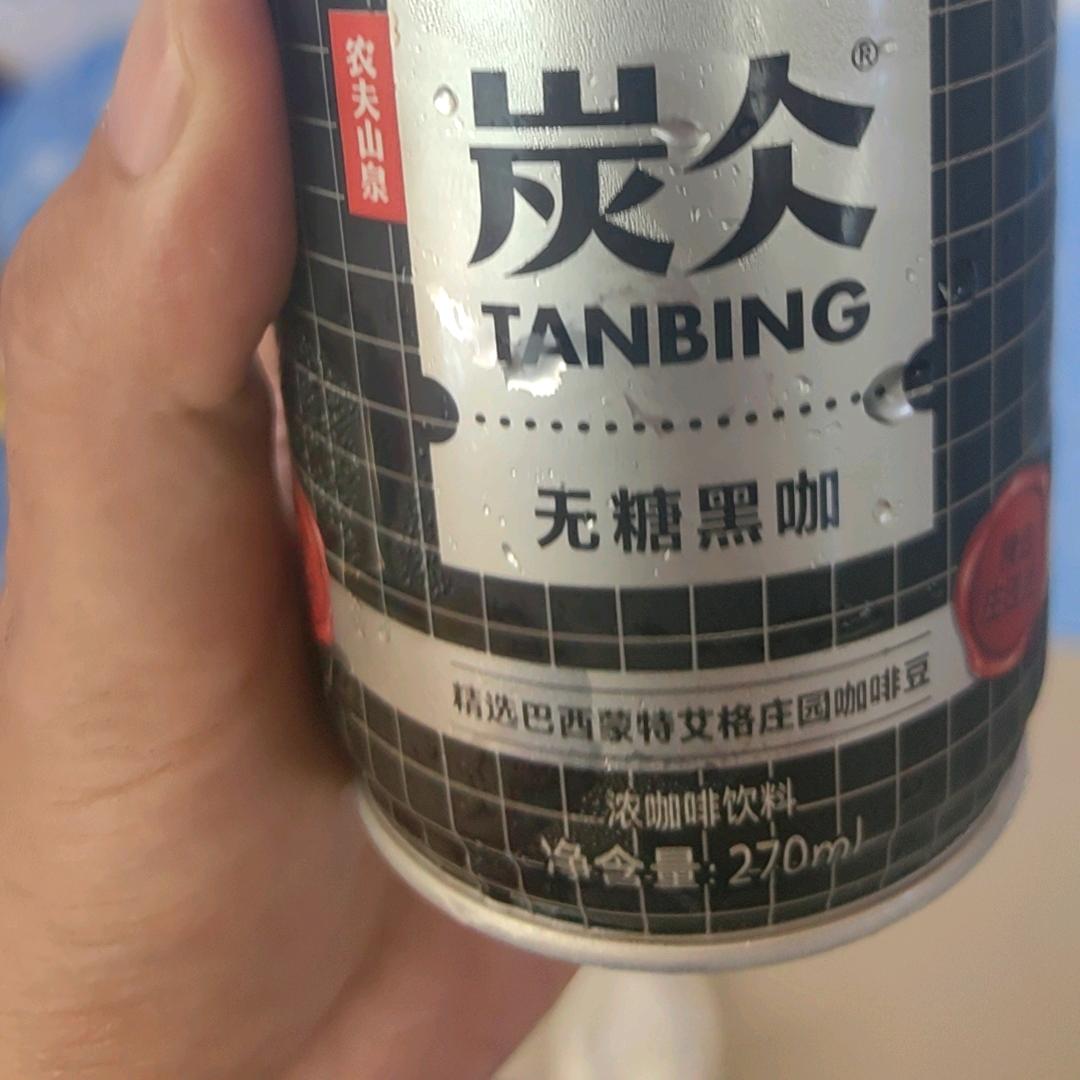 农夫山泉
炭仌®
TANBING
无糖黑咖
精选巴西蒙特艾格庄园咖啡豆
浓咖啡饮料
净含量: 270ml